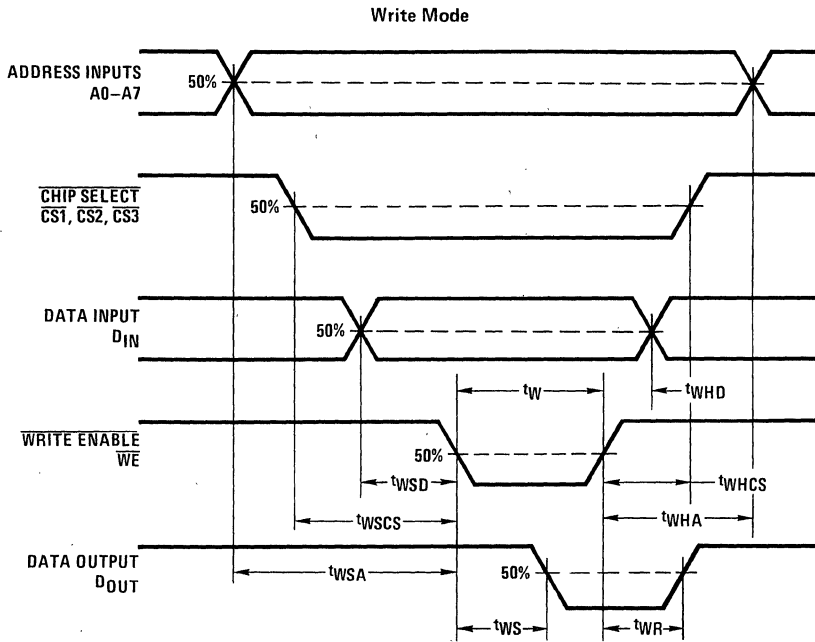 Write Mode
ADDRESS INPUTS
A0–A7
50%
CHIP SELECT
CS1, CS2, CS3
50%
DATA INPUT
DIN
50%
tW
tWHD
WRITE ENABLE
WE
50%
tWSD
tWHCS
tWSCS
tWHA
DATA OUTPUT
DOUT
tWSA
50%
tWS
tWR